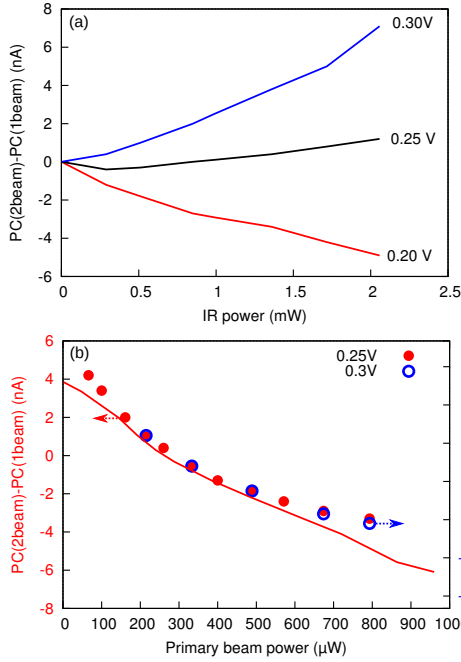 (a)
PC(2beam)-PC(1beam) (nA)
8
6
4
2
0
-2
-4
-6
0.30V
0.25 V
0.20 V
0 0.5 1 1.5 2 2.5
IR power (mW)
(b)
PC(2beam)-PC(1beam) (nA)
6
4
2
0
-2
-4
-6
-8
0.25V
0.3V
0 100 200 300 400 500 600 700 800 900 100
Primary beam power (μW)